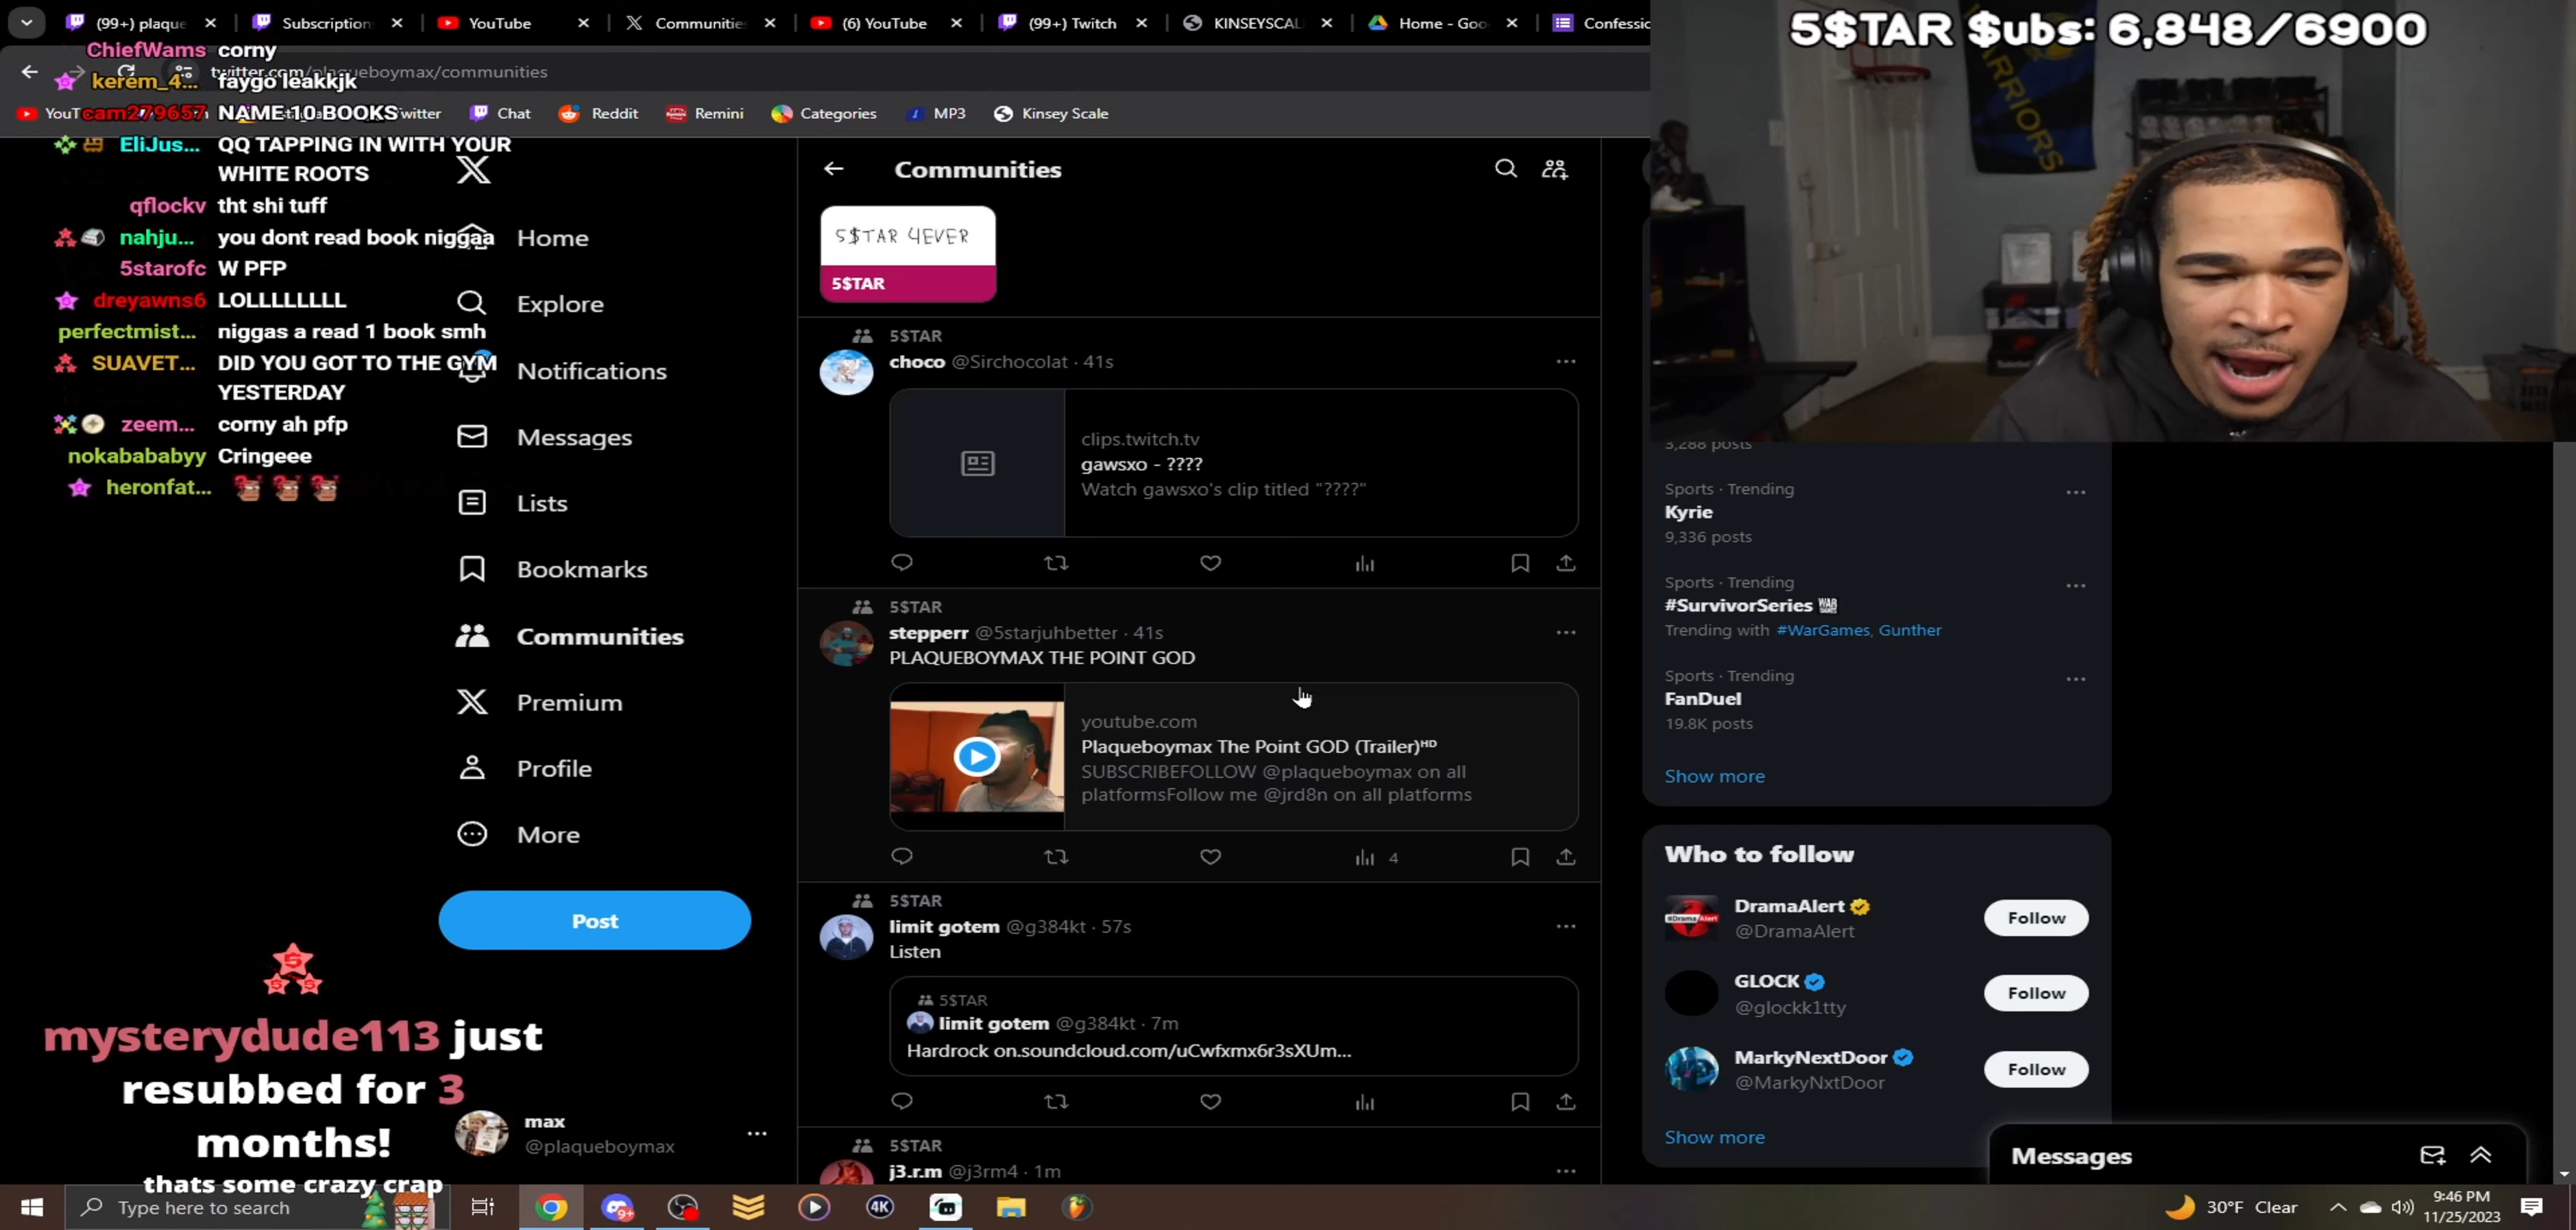 (99+) plaque
Subscription
YouTube
Communitie
(6) YouTube
(99+) Twitch
KINSEYSCAL
Home - Goo
Confessio
5$TAR $ubs: 6,848/6900
twitter.com/plaqueboymax/communities
YouT
Twitter
Chat
Reddit
Remini
Categories
MP3
Kinsey Scale
ChiefWams corny
kerem_4... faygo leakkjk
cam279657 NAME 10 BOOKS
EliJus... QQ TAPPING IN WITH YOUR
WHITE ROOTS
qflockv tht shi tuff
nahju... you dont read book niggaa
5starofc W PFP
dreyawns6 LOLLLLLLLL
perfectmist... niggas a read 1 book smh
SUAVET... DID YOU GOT TO THE GYM
YESTERDAY
zeem... corny ah pfp
nokabababyy Cringeee
heronfat...
Home
Explore
Notifications
Messages
Lists
Bookmarks
Communities
Premium
Profile
More
Post
5
mysterydude113 just
resubbed for 3
months!
thats some crazy crap
max
@plaqueboymax
Communities
5$TAR 4EVER
5$TAR
5$TAR
choco @Sirchocolat · 41s
clips.twitch.tv
gawsxo - ????
Watch gawsxo's clip titled "????"
5$TAR
stepperr @5starjuhbetter · 41s
PLAQUEBOYMAX THE POINT GOD
youtube.com
Plaqueboymax The Point GOD (Trailer)ᴴᴰ
SUBSCRIBEFOLLOW @plaqueboymax on all
platformsFollow me @jrd8n on all platforms
4
5$TAR
limit gotem @g384kt · 57s
Listen
5$TAR
limit gotem @g384kt · 7m
Hardrock on.soundcloud.com/uCwfxmx6r3sXUm...
5$TAR
j3.r.m @j3rm4 · 1m
WARRIORS
3,288 posts
Sports · Trending
Kyrie
9,336 posts
Sports · Trending
#SurvivorSeries
Trending with #WarGames, Gunther
Sports · Trending
FanDuel
19.8K posts
Show more
Who to follow
DramaAlert
@DramaAlert
Follow
GLOCK
@glockk1tty
Follow
MarkyNextDoor
@MarkyNxtDoor
Follow
Show more
Messages
Type here to search
9+
4K
30°F Clear
9:46 PM
11/25/2023